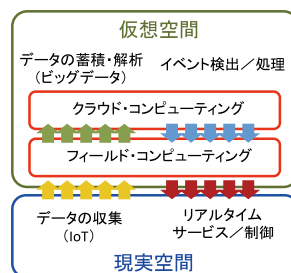 仮想空間
データの蓄積・解析
（ビッグデータ）
イベント検出／処理
クラウド・コンピューティング
フィールド・コンピューティング
データの収集
（IoT）
リアルタイム
サービス／制御
現実空間